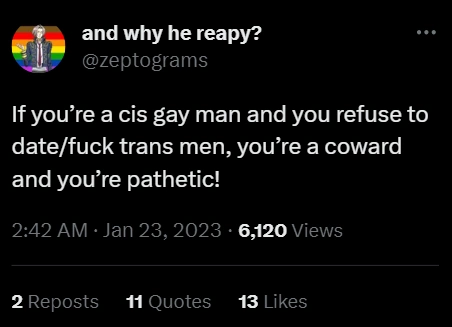 and why he reapy?
@zeptograms
If you’re a cis gay man and you refuse to
date/fuck trans men, you’re a coward
and you’re pathetic!
2:42 AM · Jan 23, 2023 · 6,120 Views
2 Reposts 11 Quotes 13 Likes